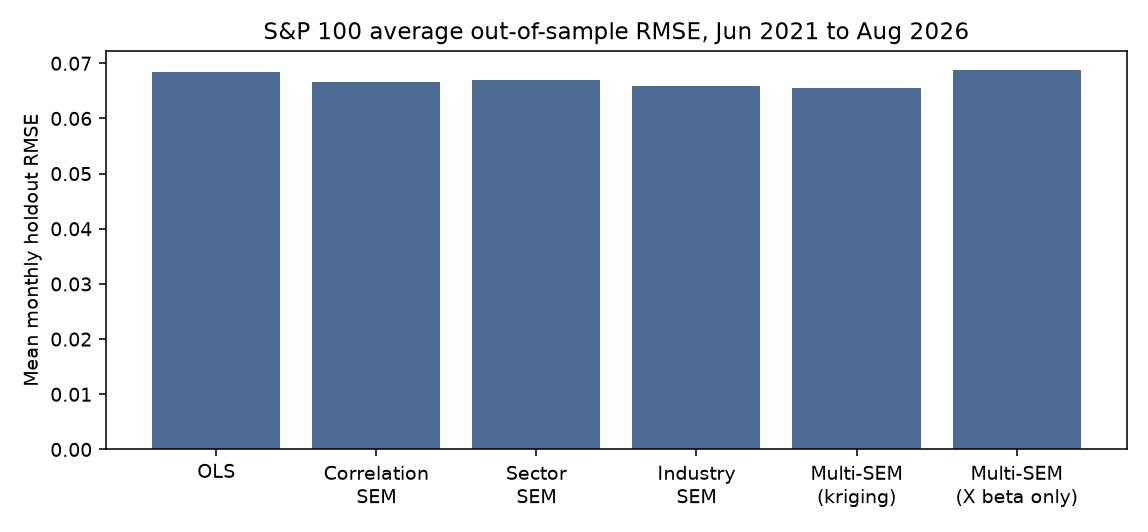 S&P 100 average out-of-sample RMSE, Jun 2021 to Aug 2026
Mean monthly holdout RMSE
0.07
0.06
0.05
0.04
0.03
0.02
0.01
0.00
OLS
Correlation
SEM
Sector
SEM
Industry
SEM
Multi-SEM
(kriging)
Multi-SEM
(X beta only)